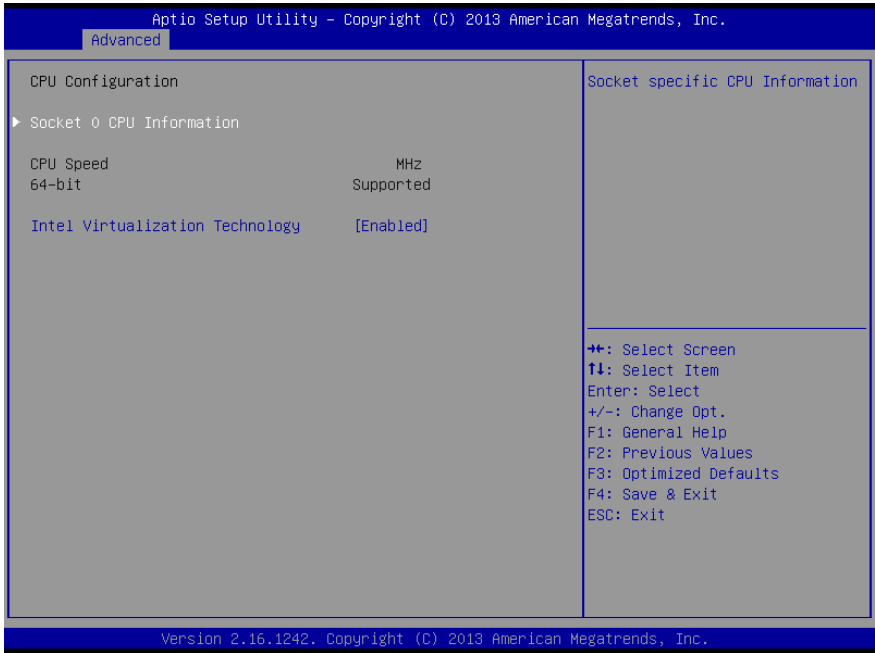 Aptio Setup Utility – Copyright (C) 2013 American Megatrends, Inc.
Advanced
CPU Configuration
Socket 0 CPU Information
CPU Speed MHz
64-bit Supported
Intel Virtualization Technology [Enabled]
Socket specific CPU Information
→←: Select Screen
↑↓: Select Item
Enter: Select
+/-: Change Opt.
F1: General Help
F2: Previous Values
F3: Optimized Defaults
F4: Save & Exit
ESC: Exit
Version 2.16.1242. Copyright (C) 2013 American Megatrends, Inc.